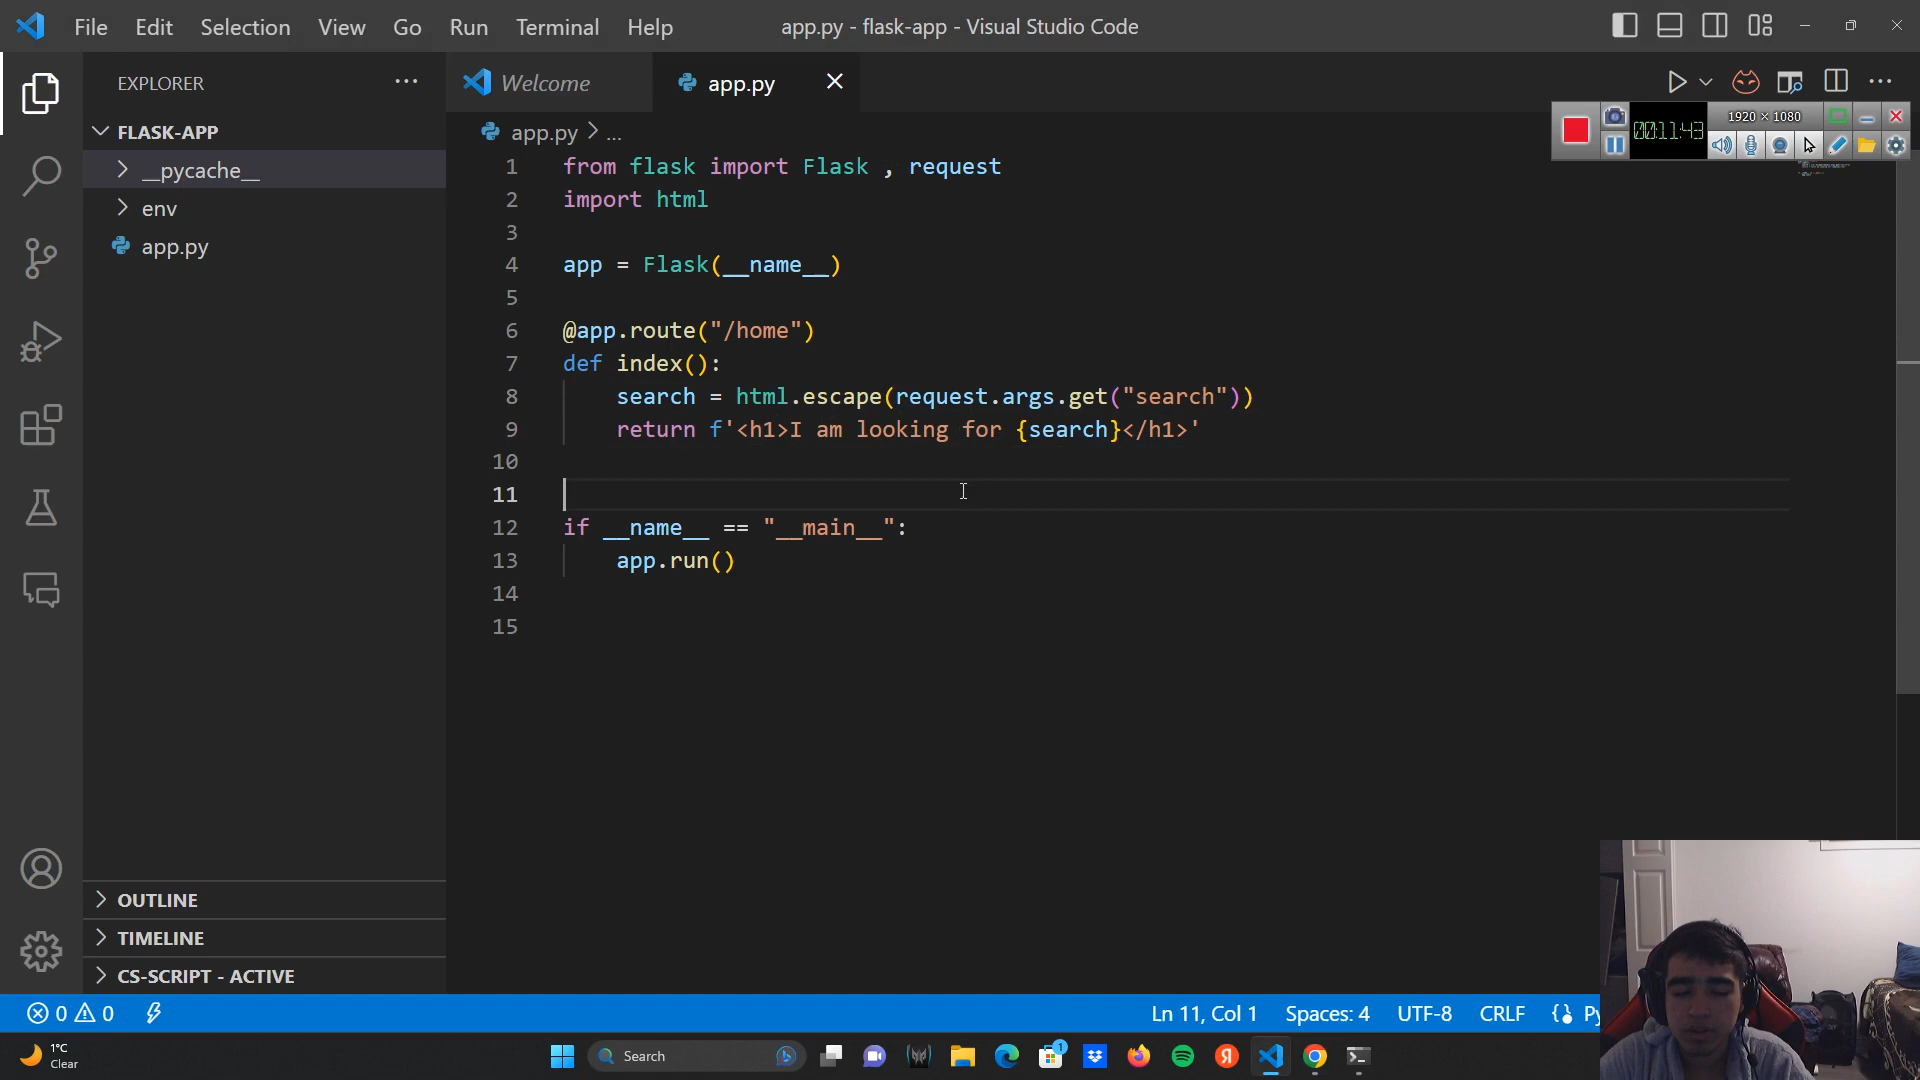 File Edit Selection View Go Run Terminal Help
app.py - flask-app - Visual Studio Code
EXPLORER
Welcome
app.py
1920 × 1080
00:11:43
FLASK-APP
__pycache__
env
app.py
app.py > ...
1 from flask import Flask , request
2 import html
3
4 app = Flask(__name__)
5
6 @app.route("/home")
7 def index():
8 search = html.escape(request.args.get("search"))
9 return f'<h1>I am looking for {search}</h1>'
10
11
12 if __name__ == "__main__":
13 app.run()
14
15
OUTLINE
TIMELINE
CS-SCRIPT - ACTIVE
0 0
Ln 11, Col 1 Spaces: 4 UTF-8 CRLF { } Py
1°C
Clear
Search
1
Я